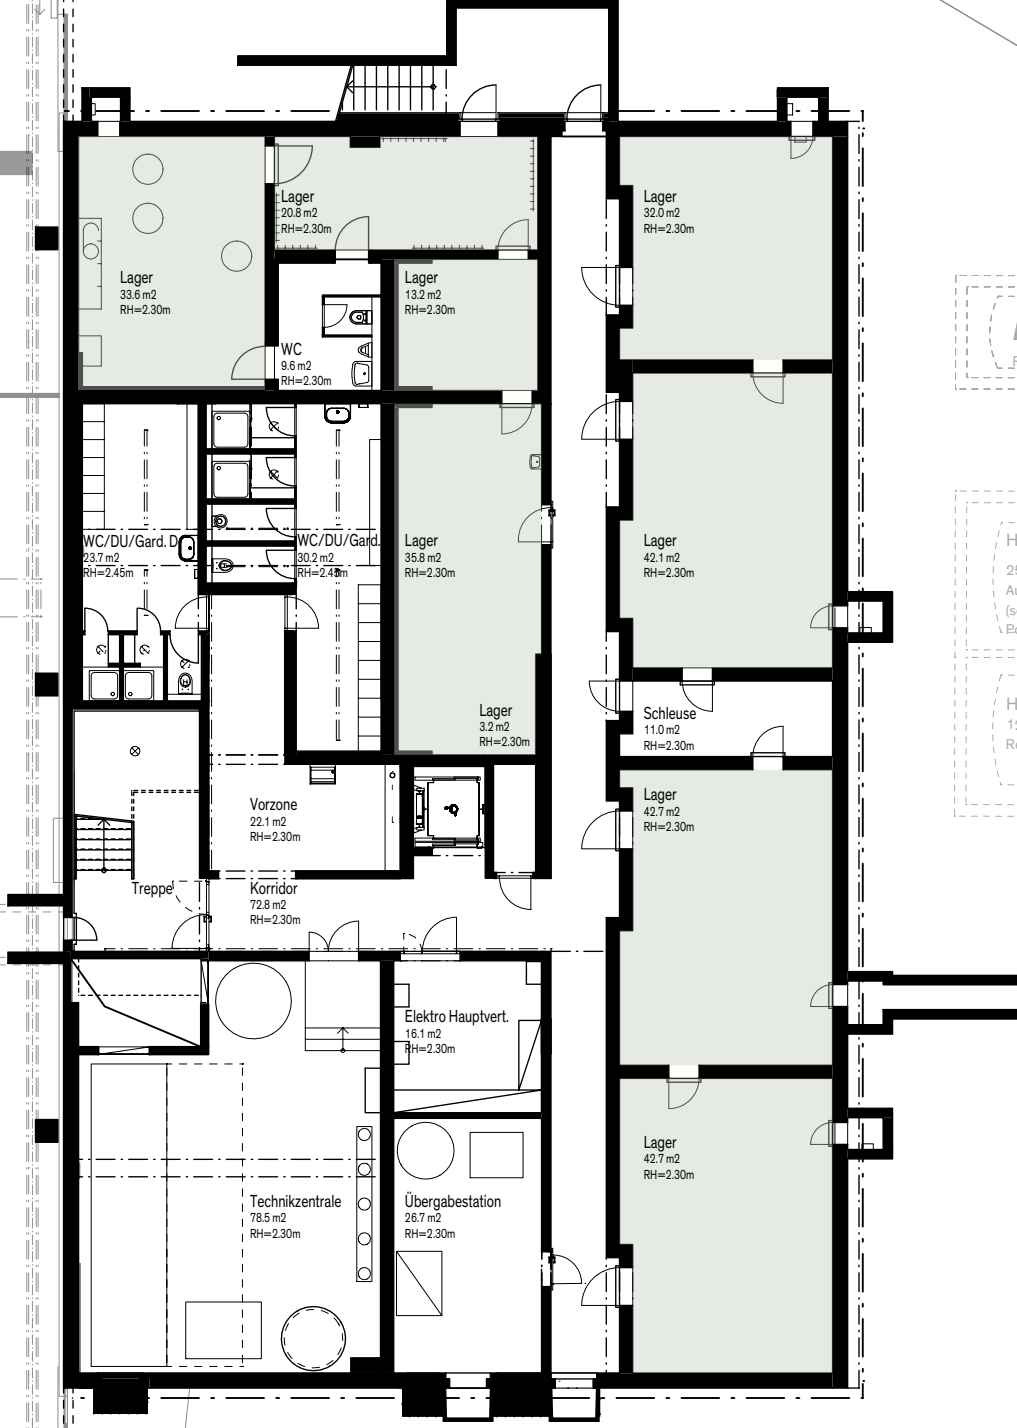 Lager
20.8 m2
RH=2.30m
Lager
32.0 m2
RH=2.30m
Lager
33.6 m2
RH=2.30m
Lager
13.2 m2
RH=2.30m
WC
9.6 m2
RH=2.30m
WC/DU/Gard. D
23.7 m2
RH=2.45m
WC/DU/Gard.
30.2 m2
RH=2.45m
Lager
35.8 m2
RH=2.30m
Lager
42.1 m2
RH=2.30m
Lager
3.2 m2
RH=2.30m
Schleuse
11.0 m2
RH=2.30m
Vorzone
22.1 m2
RH=2.30m
Lager
42.7 m2
RH=2.30m
Treppe
Korridor
72.8 m2
RH=2.30m
Elektro Hauptvert.
16.1 m2
RH=2.30m
Lager
42.7 m2
RH=2.30m
Technikzentrale
78.5 m2
RH=2.30m
Übergabestation
26.7 m2
RH=2.30m